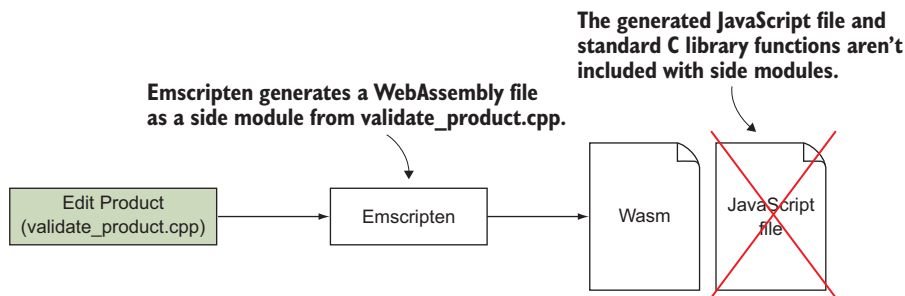 The generated JavaScript file and
standard C library functions aren't
included with side modules.
Emscripten generates a WebAssembly file
as a side module from validate_product.cpp.
Edit Product
(validate_product.cpp)
Emscripten
Wasm
JavaScript
file